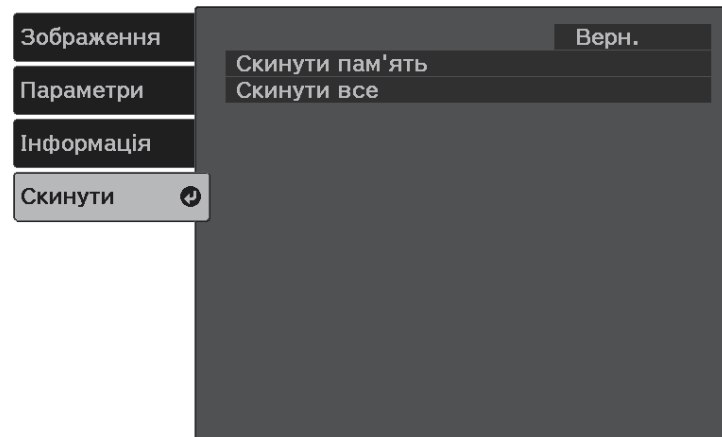 Зображення
Параметри
Інформація
Скинути
Верн.
Скинути пам'ять
Скинути все